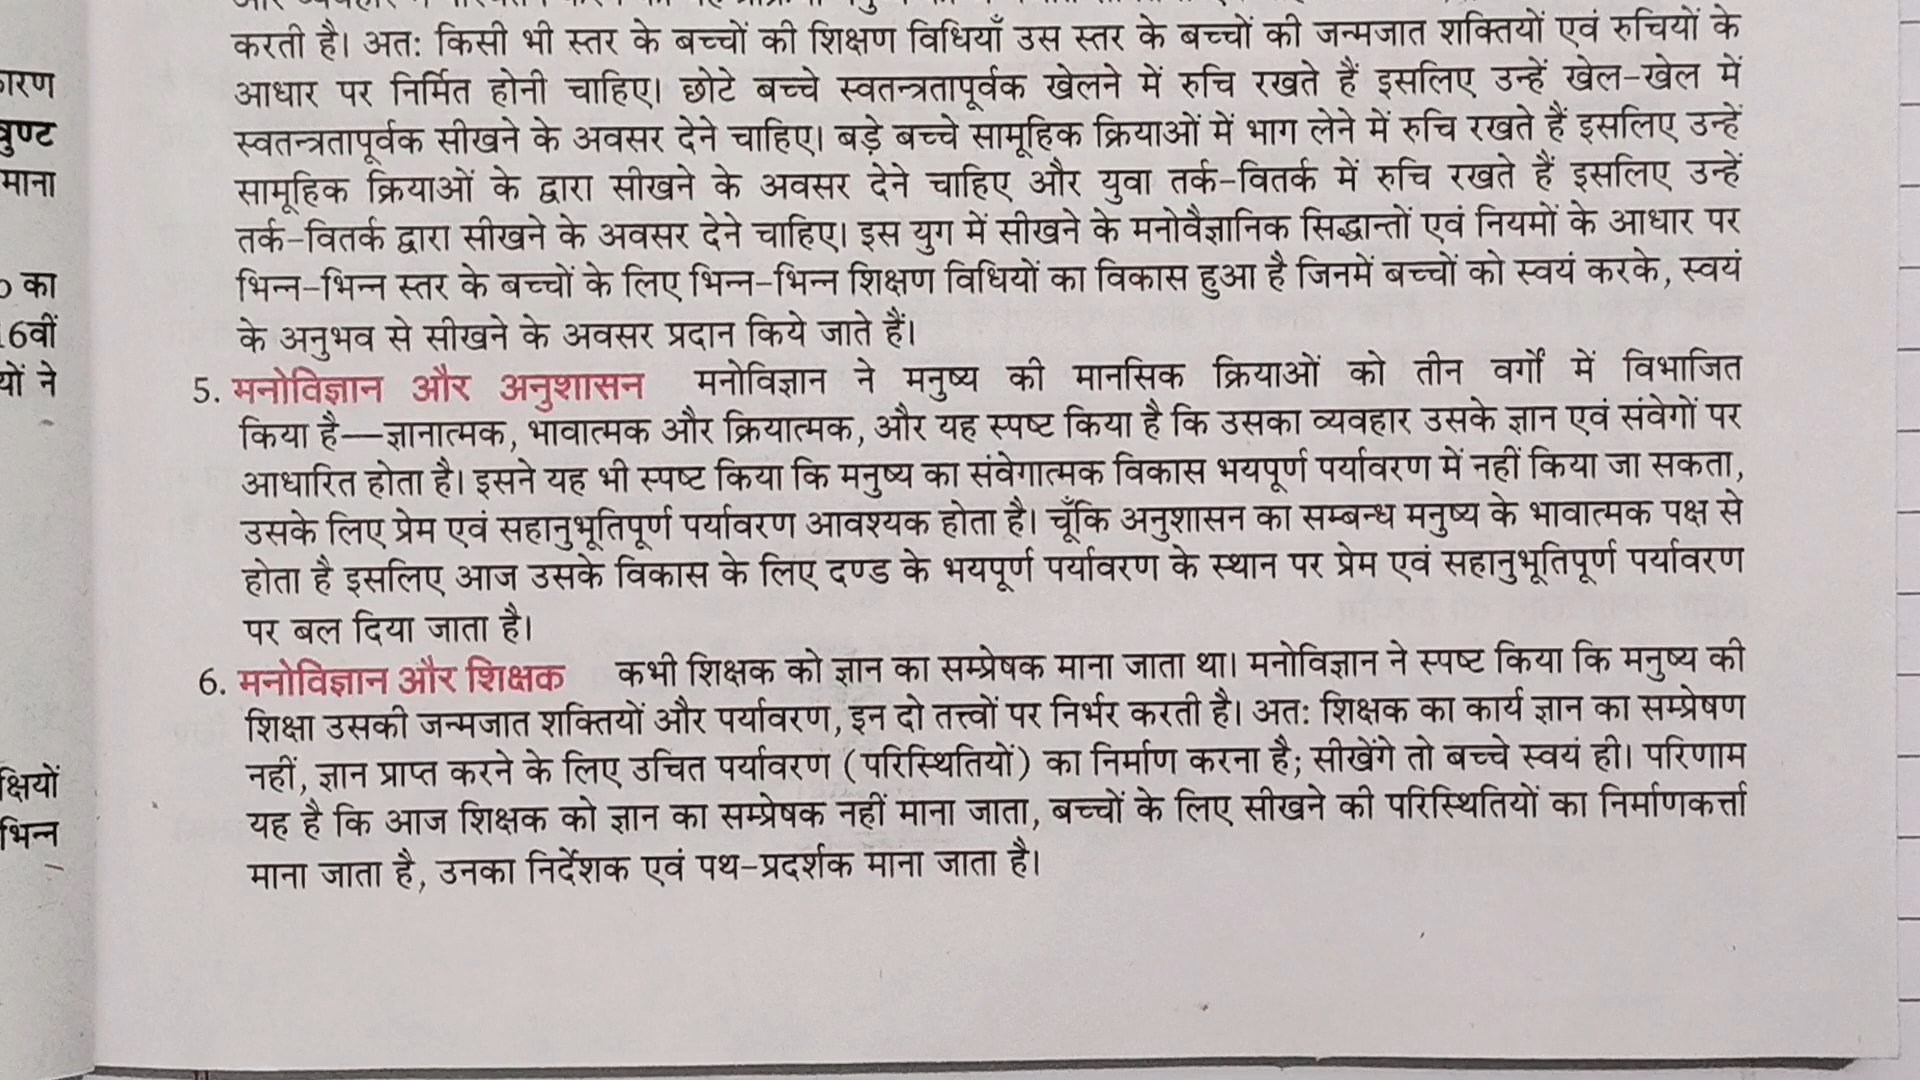 करती है। अतः किसी भी स्तर के बच्चों की शिक्षण विधियाँ उस स्तर के बच्चों की जन्मजात शक्तियों एवं रुचियों के
आधार पर निर्मित होनी चाहिए। छोटे बच्चे स्वतन्त्रतापूर्वक खेलने में रुचि रखते हैं इसलिए उन्हें खेल-खेल में
स्वतन्त्रतापूर्वक सीखने के अवसर देने चाहिए। बड़े बच्चे सामूहिक क्रियाओं में भाग लेने में रुचि रखते हैं इसलिए उन्हें
सामूहिक क्रियाओं के द्वारा सीखने के अवसर देने चाहिए और युवा तर्क-वितर्क में रुचि रखते हैं इसलिए उन्हें
तर्क-वितर्क द्वारा सीखने के अवसर देने चाहिए। इस युग में सीखने के मनोवैज्ञानिक सिद्धान्तों एवं नियमों के आधार पर
भिन्न-भिन्न स्तर के बच्चों के लिए भिन्न-भिन्न शिक्षण विधियों का विकास हुआ है जिनमें बच्चों को स्वयं करके, स्वयं
के अनुभव से सीखने के अवसर प्रदान किये जाते हैं।
5. मनोविज्ञान और अनुशासन मनोविज्ञान ने मनुष्य की मानसिक क्रियाओं को तीन वर्गों में विभाजित
किया है—ज्ञानात्मक, भावात्मक और क्रियात्मक, और यह स्पष्ट किया है कि उसका व्यवहार उसके ज्ञान एवं संवेगों पर
आधारित होता है। इसने यह भी स्पष्ट किया कि मनुष्य का संवेगात्मक विकास भयपूर्ण पर्यावरण में नहीं किया जा सकता,
उसके लिए प्रेम एवं सहानुभूतिपूर्ण पर्यावरण आवश्यक होता है। चूँकि अनुशासन का सम्बन्ध मनुष्य के भावात्मक पक्ष से
होता है इसलिए आज उसके विकास के लिए दण्ड के भयपूर्ण पर्यावरण के स्थान पर प्रेम एवं सहानुभूतिपूर्ण पर्यावरण
पर बल दिया जाता है।
6. मनोविज्ञान और शिक्षक कभी शिक्षक को ज्ञान का सम्प्रेषक माना जाता था। मनोविज्ञान ने स्पष्ट किया कि मनुष्य की
शिक्षा उसकी जन्मजात शक्तियों और पर्यावरण, इन दो तत्त्वों पर निर्भर करती है। अतः शिक्षक का कार्य ज्ञान का सम्प्रेषण
नहीं, ज्ञान प्राप्त करने के लिए उचित पर्यावरण (परिस्थितियों) का निर्माण करना है; सीखेंगे तो बच्चे स्वयं ही। परिणाम
यह है कि आज शिक्षक को ज्ञान का सम्प्रेषक नहीं माना जाता, बच्चों के लिए सीखने की परिस्थितियों का निर्माणकर्त्ता
माना जाता है, उनका निर्देशक एवं पथ-प्रदर्शक माना जाता है।
माना
का
6वीं
ने
भिन्न